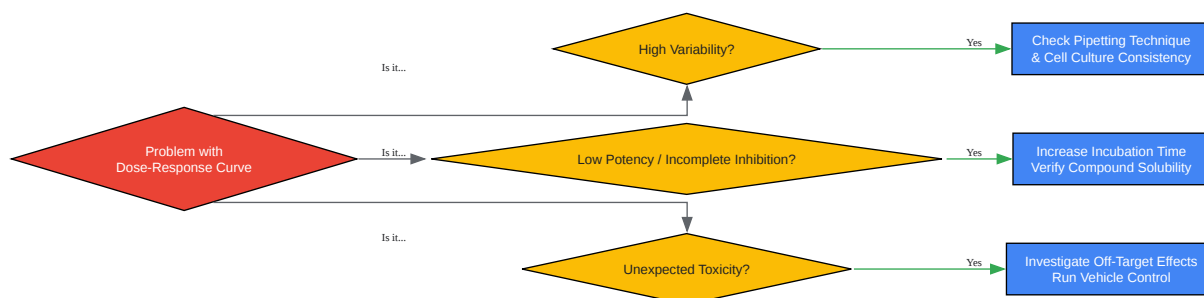 High Variability?
Yes
Check Pipetting Technique
& Cell Culture Consistency
Is it...
Problem with
Dose-Response Curve
Is it...
Low Potency / Incomplete Inhibition?
Yes
Increase Incubation Time
Verify Compound Solubility
Is it...
Unexpected Toxicity?
Yes
Investigate Off-Target Effects
Run Vehicle Control